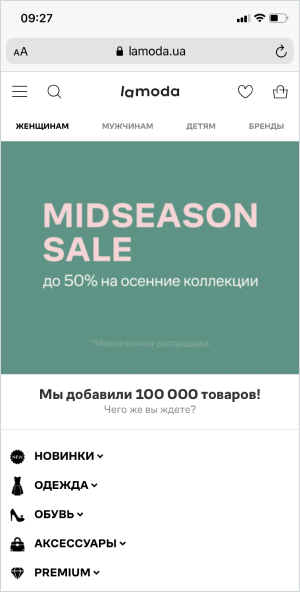 09:27
AA lamoda.ua
lamoda
ЖЕНЩИНАМ МУЖЧИНАМ ДЕТЯМ БРЕНДЫ
MIDSEASON
SALE
до 50% на осенние коллекции
*Межсезонная распродажа
Мы добавили 100 000 товаров!
Чего же вы ждете?
NEW НОВИНКИ
ОДЕЖДА
ОБУВЬ
АКСЕССУАРЫ
PREMIUM